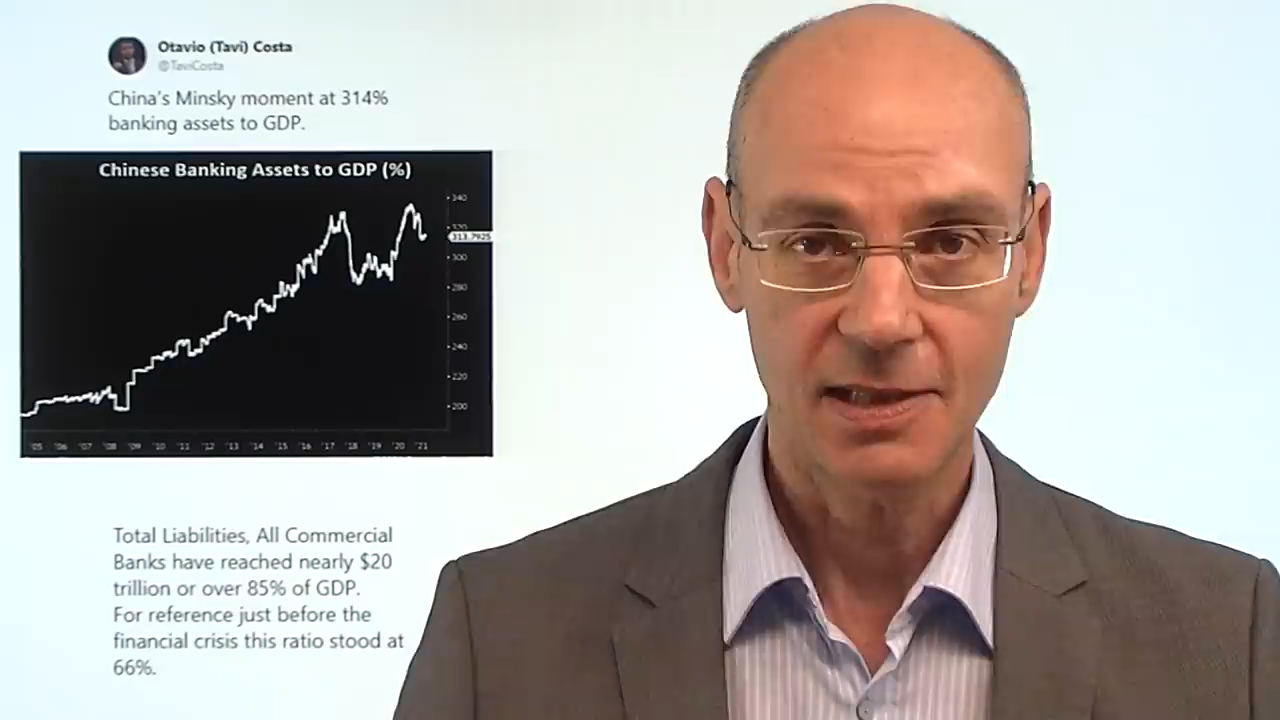 Otavio (Tavi) Costa
@TaviCosta
China's Minsky moment at 314%
banking assets to GDP.
Chinese Banking Assets to GDP (%)
340
320
313.7925
300
280
260
240
220
200
'05 '06 '07 '08 '09 '10 '11 '12 '13 '14 '15 '16 '17 '18 '19 '20 '21
Total Liabilities, All Commercial
Banks have reached nearly $20
trillion or over 85% of GDP.
For reference just before the
financial crisis this ratio stood at
66%.